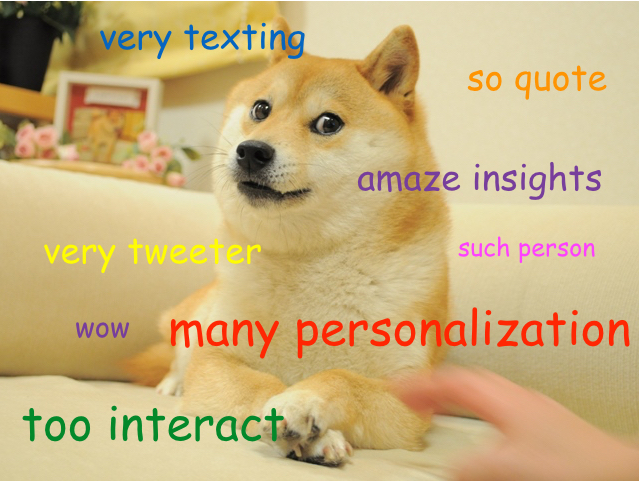 very texting
so quote
amaze insights
very tweeter
such person
wow
many personalization
too interact